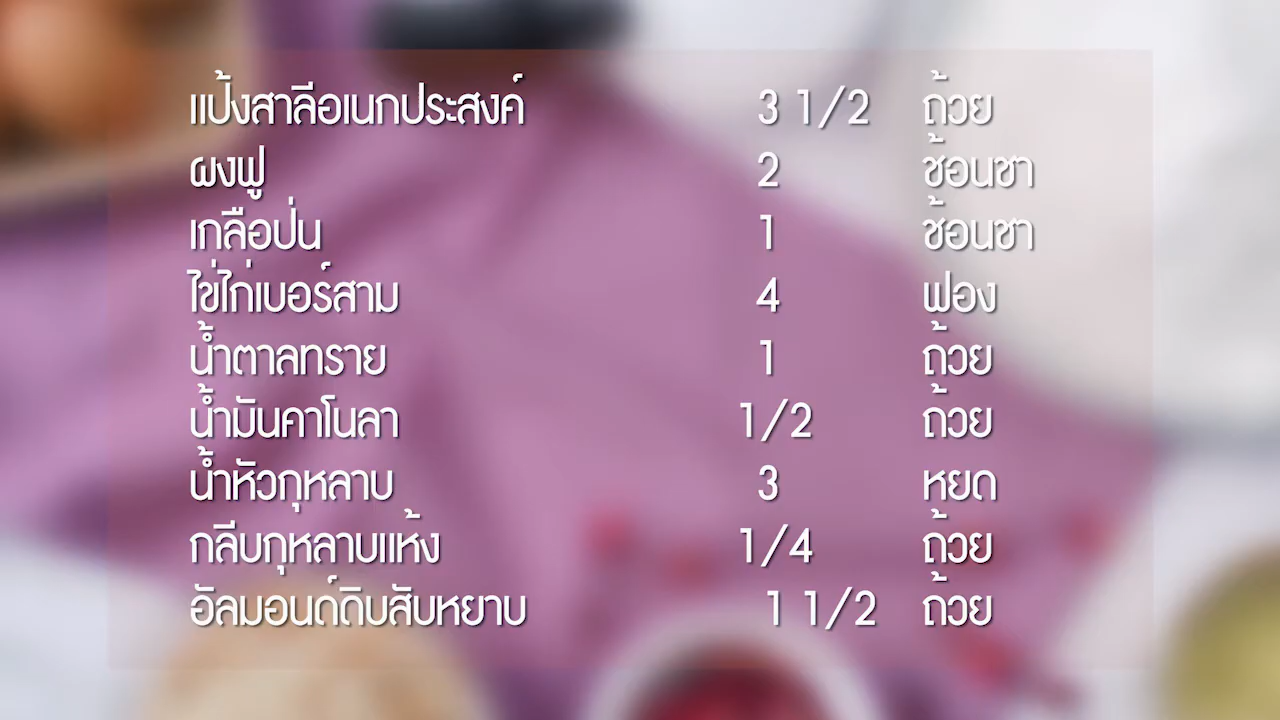 แป้งสาลีอเนกประสงค์ 3 1/2 ถ้วย
ผงฟู 2 ช้อนชา
เกลือป่น 1 ช้อนชา
ไข่ไก่เบอร์สาม 4 ฟอง
น้ำตาลทราย 1 ถ้วย
น้ำมันคาโนลา 1/2 ถ้วย
น้ำหัวกุหลาบ 3 หยด
กลีบกุหลาบแห้ง 1/4 ถ้วย
อัลมอนด์ดิบสับหยาบ 1 1/2 ถ้วย